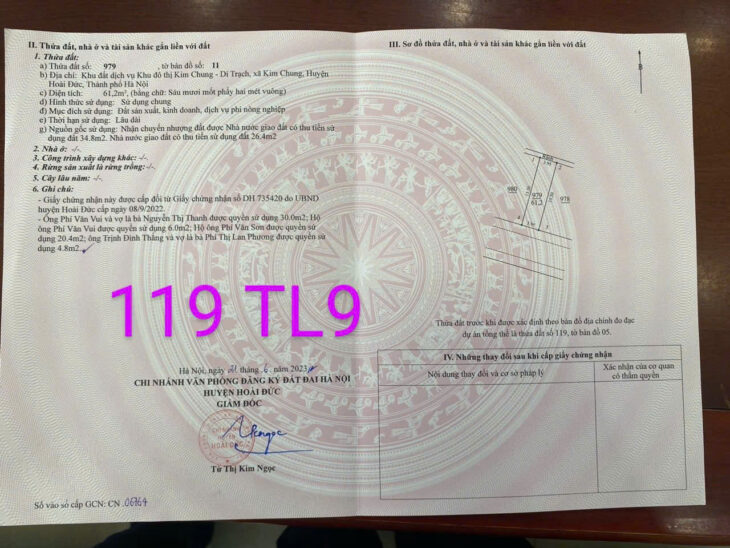 II. Thửa đất, nhà ở và tài sản khác gắn liền với đất
1. Thửa đất:
a) Thửa đất số: 979 , tờ bản đồ số: 11
b) Địa chỉ: Khu đất dịch vụ Khu đô thị Kim Chung - Di Trạch, xã Kim Chung, Huyện
Hoài Đức, Thành phố Hà Nội
c) Diện tích: 61,2m², (bằng chữ: Sáu mươi mốt phẩy hai mét vuông)
d) Hình thức sử dụng: Sử dụng chung
đ) Mục đích sử dụng: Đất sản xuất, kinh doanh, dịch vụ phi nông nghiệp
e) Thời hạn sử dụng: Lâu dài
g) Nguồn gốc sử dụng: Nhận chuyển nhượng đất được Nhà nước giao đất có thu tiền sử
dụng đất 34.8m2. Nhà nước giao đất có thu tiền sử dụng đất 26.4m2
2. Nhà ở: -/-.
3. Công trình xây dựng khác: -/-.
4. Rừng sản xuất là rừng trồng: -/-.
5. Cây lâu năm: -/-.
6. Ghi chú:
- Giấy chứng nhận này được cấp đổi từ Giấy chứng nhận số DH 735420 do UBND
huyện Hoài Đức cấp ngày 08/9/2022.
- Ông Phí Văn Vui và vợ là bà Nguyễn Thị Thanh được quyền sử dụng 30.0m2; Hộ
ông Phí Văn Vui được quyền sử dụng 6.0m2; Hộ ông Phí Văn Sơn được quyền sử
dụng 20.4m2; ông Trịnh Đình Thắng và vợ là bà Phí Thị Lan Phương được quyền sử
dụng 4.8m2
119 TL9
Hà Nội, ngày tháng 6 năm 2023
CHI NHÁNH VĂN PHÒNG ĐĂNG KÝ ĐẤT ĐAI HÀ NỘI
HUYỆN HOÀI ĐỨC
GIÁM ĐỐC
Từ Thị Kim Ngọc
Số vào sổ cấp GCN: CN 06764
III. Sơ đồ thửa đất, nhà ở và tài sản khác gắn liền với đất
B
980
979
61.2
978
Thửa đất trước khi được xác định theo bản đồ địa chính đo đạc
dự án tổng thể là thửa đất số 119, tờ bản đồ 05.
IV. Những thay đổi sau khi cấp giấy chứng nhận
Nội dung thay đổi và cơ sở pháp lý
Xác nhận của cơ quan
có thẩm quyền